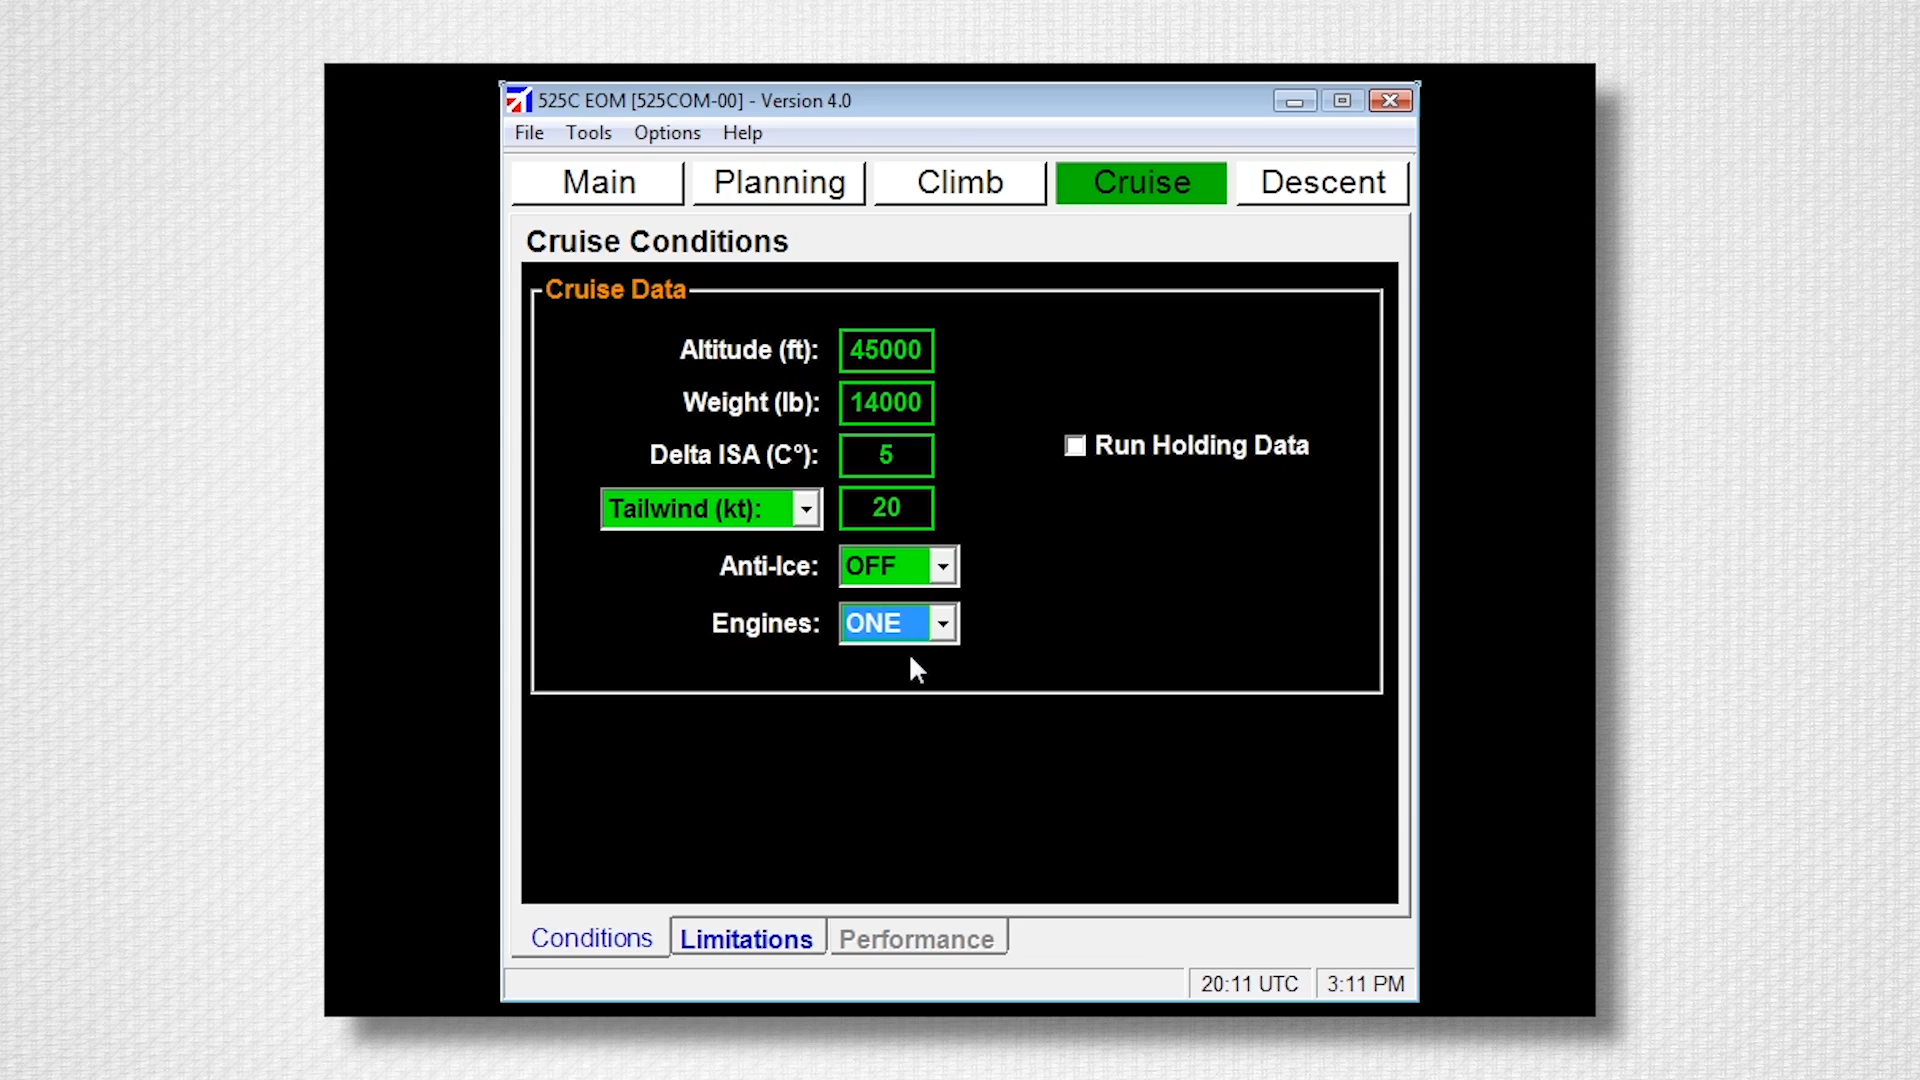 525C EOM [525COM-00] - Version 4.0
File Tools Options Help
Main Planning Climb Cruise Descent
Cruise Conditions
Cruise Data
Altitude (ft): 45000
Weight (lb): 14000
Delta ISA (C°): 5
Run Holding Data
Tailwind (kt): 20
Anti-Ice: OFF
Engines: ONE
Conditions Limitations Performance
20:11 UTC 3:11 PM